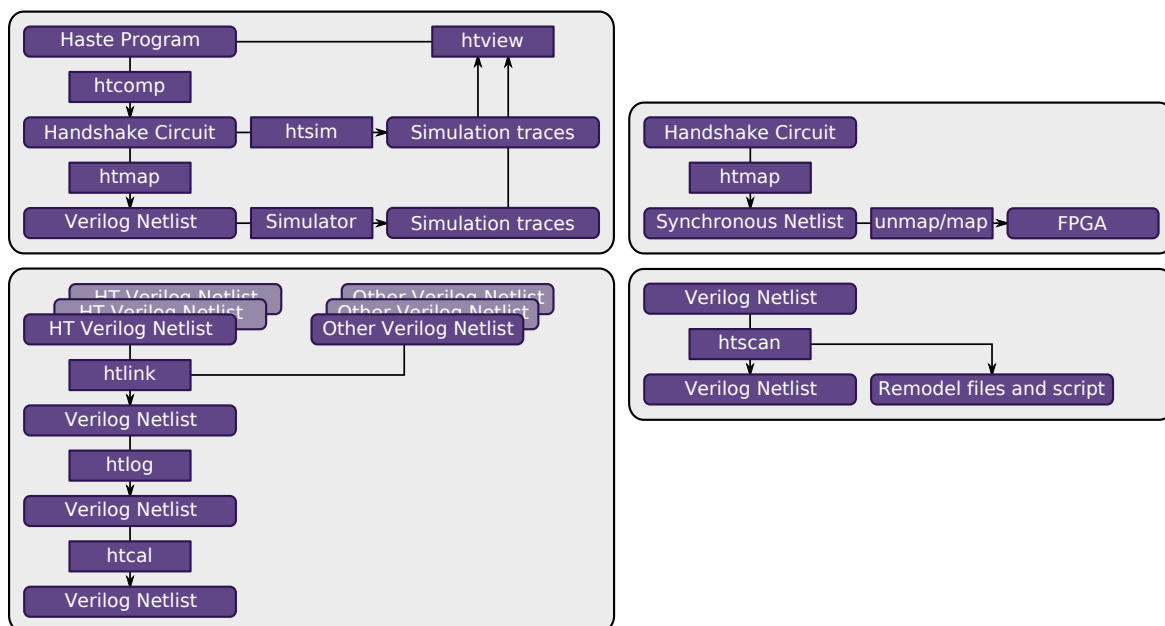 Haste Program
htview
htcomp
Handshake Circuit
htsim
Simulation traces
htmap
Verilog Netlist
Simulator
Simulation traces
Handshake Circuit
htmap
Synchronous Netlist
unmap/map
FPGA
HT Verilog Netlist
HT Verilog Netlist
HT Verilog Netlist
Other Verilog Netlist
Other Verilog Netlist
Other Verilog Netlist
htlink
Verilog Netlist
htlog
Verilog Netlist
htcal
Verilog Netlist
Verilog Netlist
htscan
Verilog Netlist
Remodel files and script